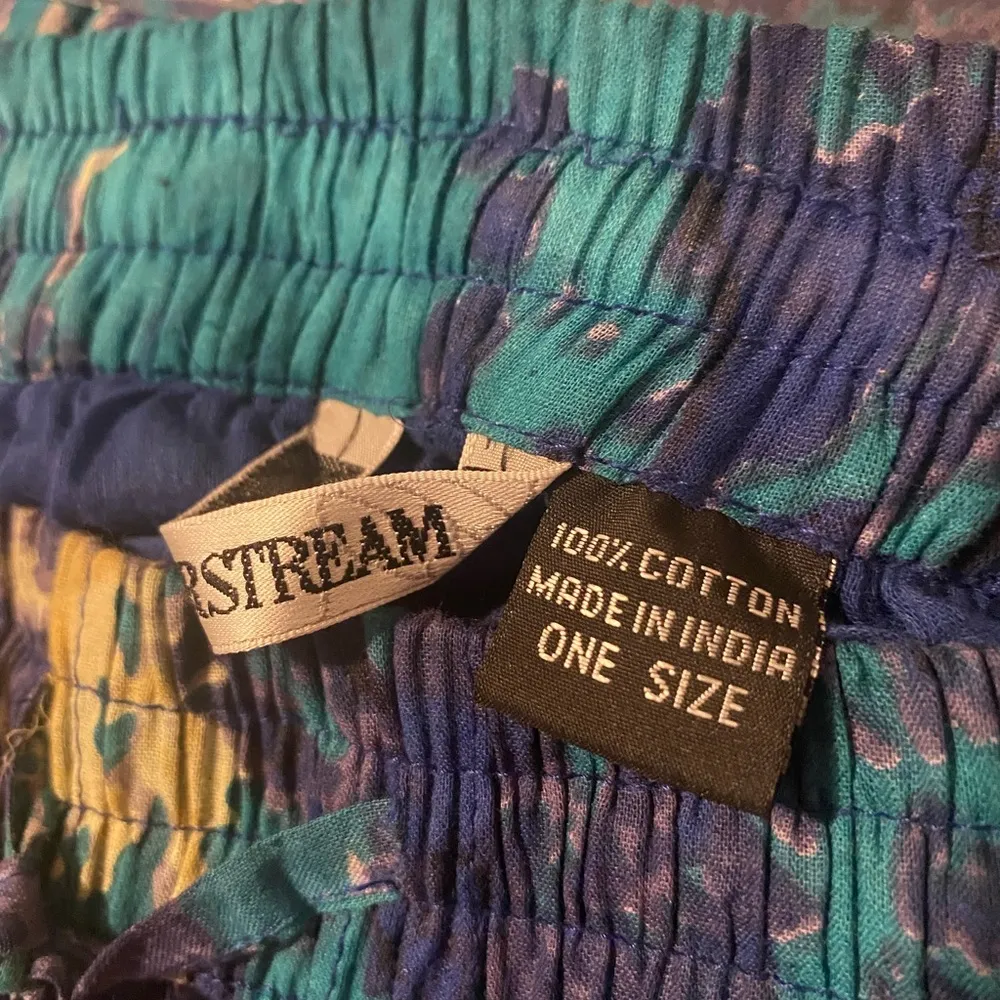 RSTREAM
100% COTTON
MADE IN INDIA
ONE SIZE